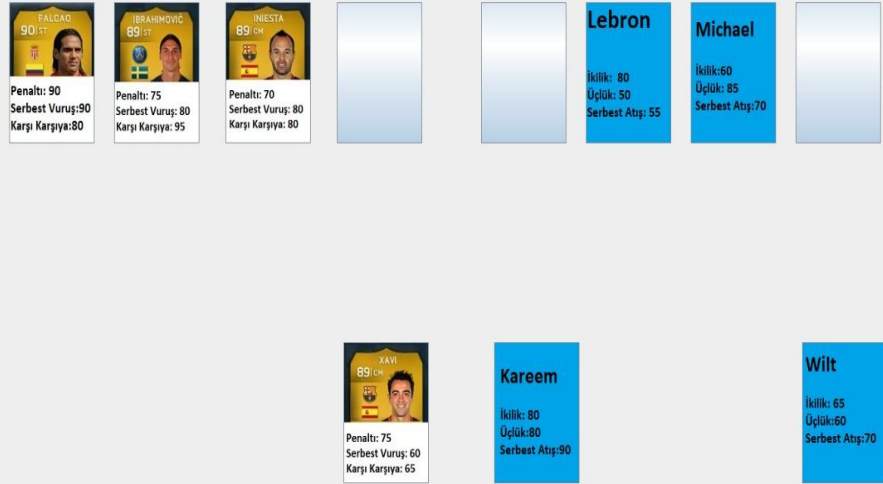 FALCAO
90 ST
Penaltı: 90
Serbest Vuruş:90
Karşı Karşıya:80
IBRAHIMOVIĆ
89 ST
Penaltı: 75
Serbest Vuruş: 80
Karşı Karşıya: 95
INIESTA
89 CM
Penaltı: 70
Serbest Vuruş: 80
Karşı Karşıya: 80
Lebron
İkilik: 80
Üçlük: 50
Serbest Atış: 55
Michael
İkilik:60
Üçlük: 85
Serbest Atış:70
XAVI
89 CM
Penaltı: 75
Serbest Vuruş: 60
Karşı Karşıya: 65
Kareem
İkilik: 80
Üçlük:80
Serbest Atış:90
Wilt
İkilik: 65
Üçlük:60
Serbest Atış:70